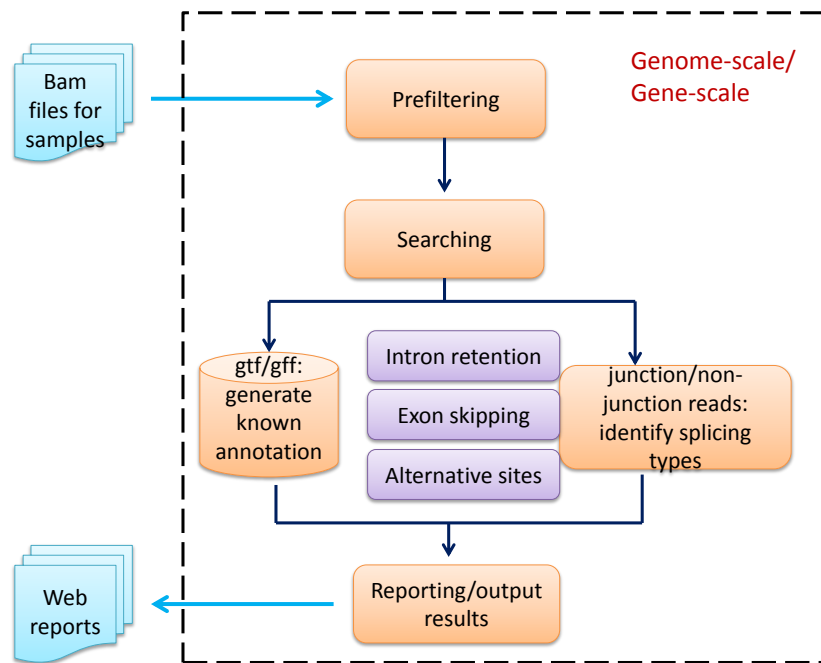 Genome-scale/
Gene-scale
Bam
files for
samples
Prefiltering
Searching
gtf/gff:
generate
known
annotation
Intron retention
Exon skipping
Alternative sites
junction/non-
junction reads:
identify splicing
types
Reporting/output
results
Web
reports